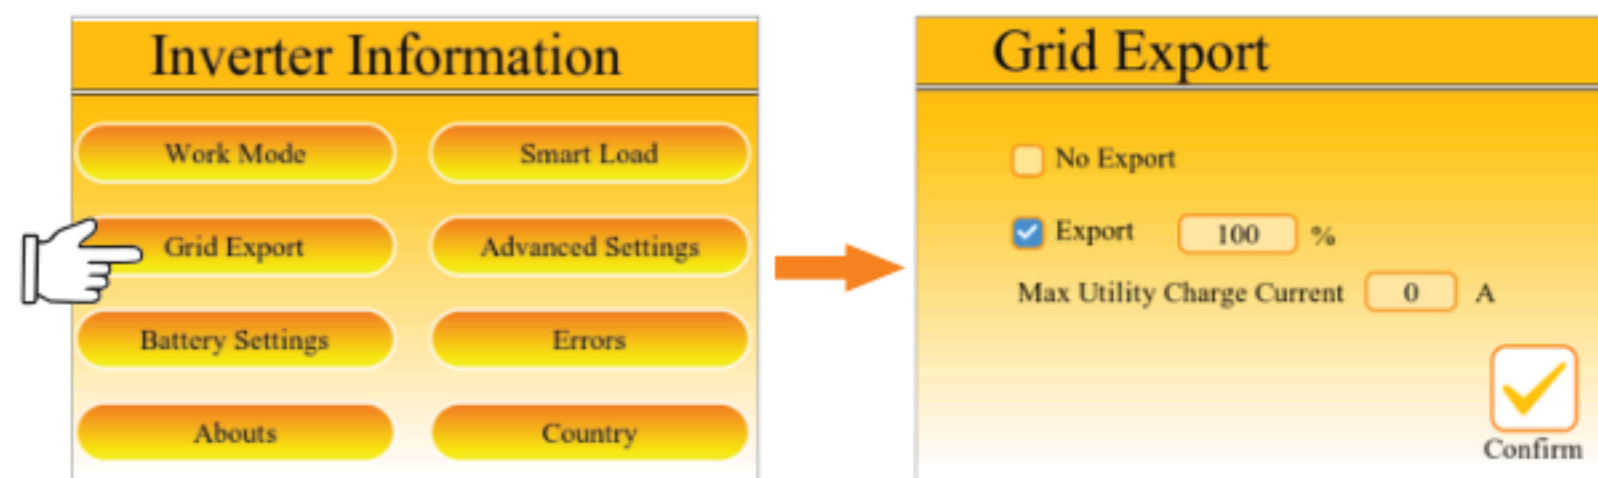 Inverter Information
Work Mode
Smart Load
Grid Export
Advanced Settings
Battery Settings
Errors
Abouts
Country
Grid Export
No Export
Export 100 %
Max Utility Charge Current 0 A
Confirm